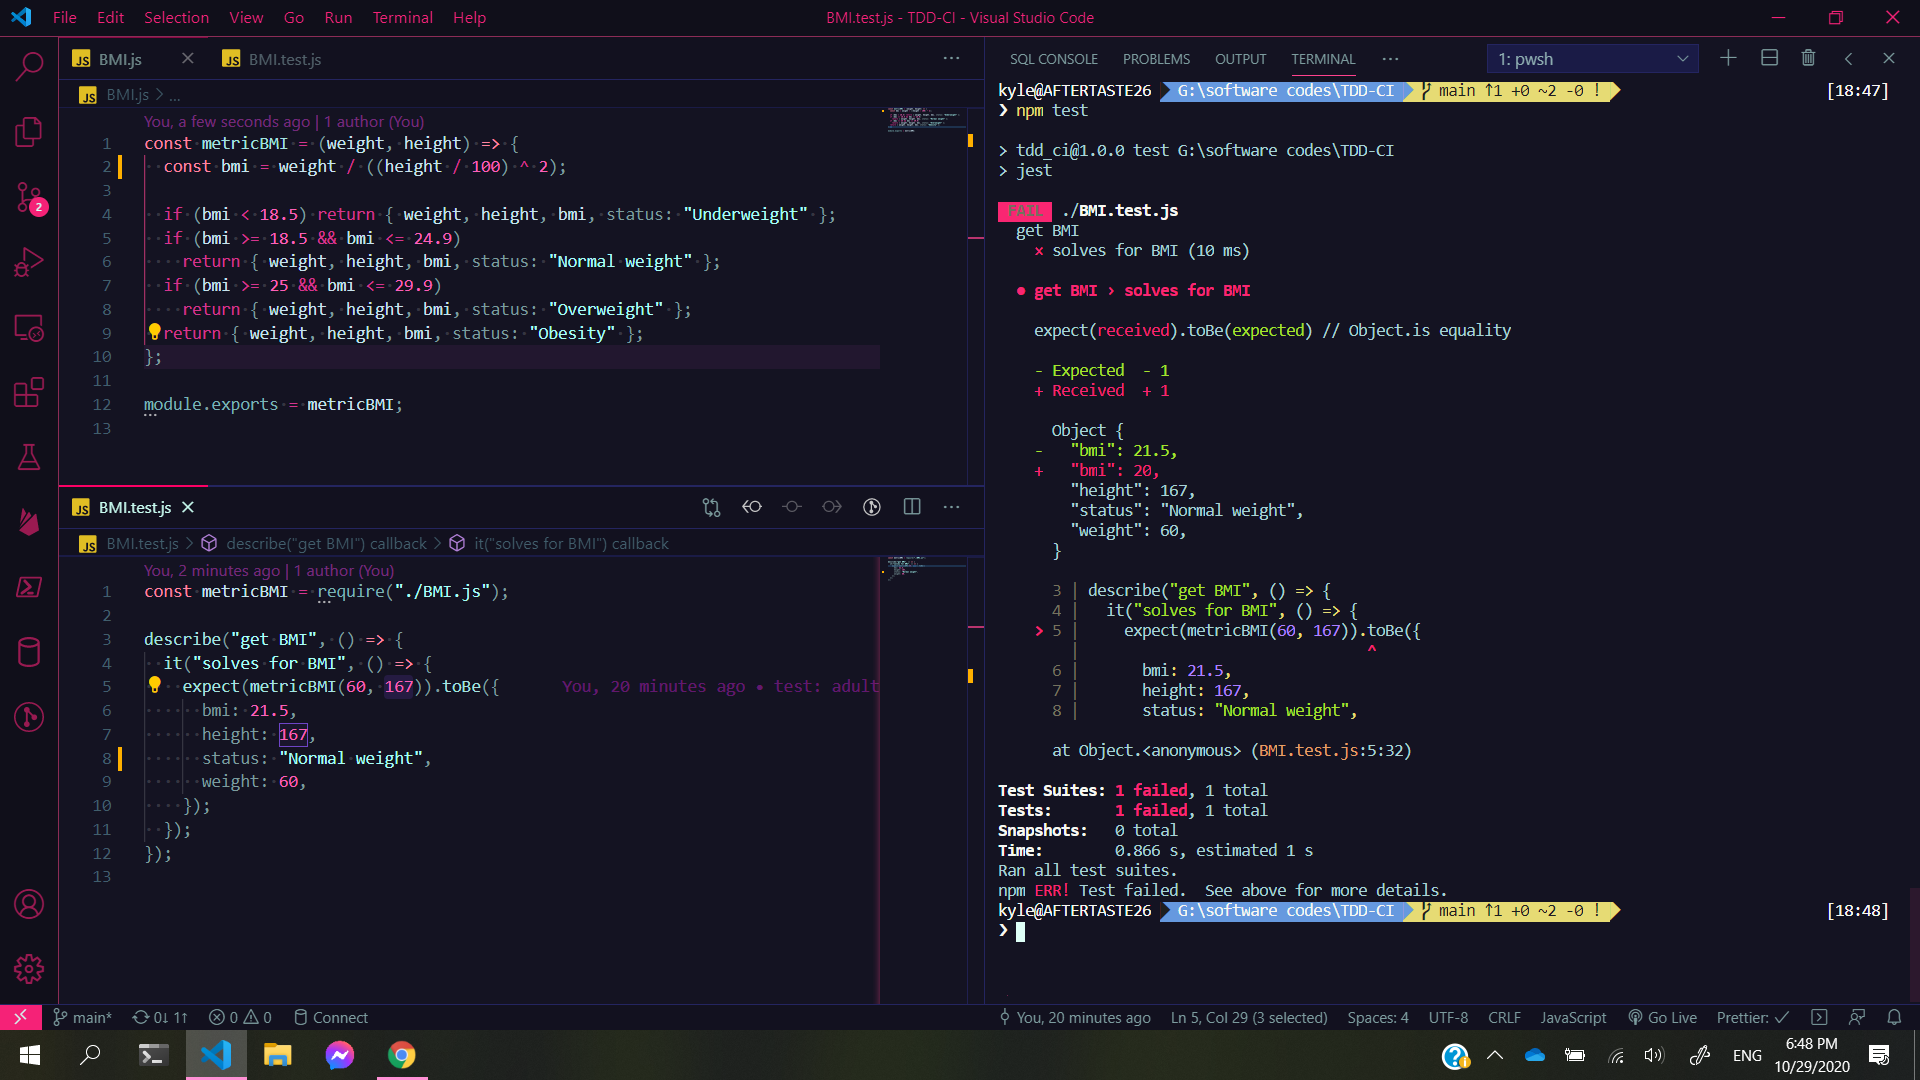 File Edit Selection View Go Run Terminal Help
BMI.test.js - TDD-CI - Visual Studio Code
JS BMI.js
JS BMI.test.js
JS BMI.js > ...
You, a few seconds ago | 1 author (You)
1 const metricBMI = (weight, height) => {
2 const bmi = weight / ((height / 100) ^ 2);
3
4 if (bmi < 18.5) return { weight, height, bmi, status: "Underweight" };
5 if (bmi >= 18.5 && bmi <= 24.9)
6 return { weight, height, bmi, status: "Normal weight" };
7 if (bmi >= 25 && bmi <= 29.9)
8 return { weight, height, bmi, status: "Overweight" };
9 return { weight, height, bmi, status: "Obesity" };
10 };
11
12 module.exports = metricBMI;
13
2
JS BMI.test.js
JS BMI.test.js > describe("get BMI") callback > it("solves for BMI") callback
You, 2 minutes ago | 1 author (You)
1 const metricBMI = require("./BMI.js");
2
3 describe("get BMI", () => {
4 it("solves for BMI", () => {
5 expect(metricBMI(60, 167)).toBe({ You, 20 minutes ago • test: adult
6 bmi: 21.5,
7 height: 167,
8 status: "Normal weight",
9 weight: 60,
10 });
11 });
12 });
13
SQL CONSOLE PROBLEMS OUTPUT TERMINAL ... 1: pwsh
kyle@AFTERTASTE26 G:\software codes\TDD-CI main ↑1 +0 ~2 -0 ! [18:47]
❯ npm test
> tdd_ci@1.0.0 test G:\software codes\TDD-CI
> jest
FAIL ./BMI.test.js
get BMI
× solves for BMI (10 ms)
● get BMI › solves for BMI
expect(received).toBe(expected) // Object.is equality
- Expected - 1
+ Received + 1
Object {
- "bmi": 21.5,
+ "bmi": 20,
"height": 167,
"status": "Normal weight",
"weight": 60,
}
3 | describe("get BMI", () => {
4 | it("solves for BMI", () => {
> 5 | expect(metricBMI(60, 167)).toBe({
| ^
6 | bmi: 21.5,
7 | height: 167,
8 | status: "Normal weight",
at Object.<anonymous> (BMI.test.js:5:32)
Test Suites: 1 failed, 1 total
Tests: 1 failed, 1 total
Snapshots: 0 total
Time: 0.866 s, estimated 1 s
Ran all test suites.
npm ERR! Test failed. See above for more details.
kyle@AFTERTASTE26 G:\software codes\TDD-CI main ↑1 +0 ~2 -0 ! [18:48]
❯
main* 0↓ 1↑ 0 0 Connect
You, 20 minutes ago Ln 5, Col 29 (3 selected) Spaces: 4 UTF-8 CRLF JavaScript Go Live Prettier: ✓
ENG
6:48 PM
10/29/2020